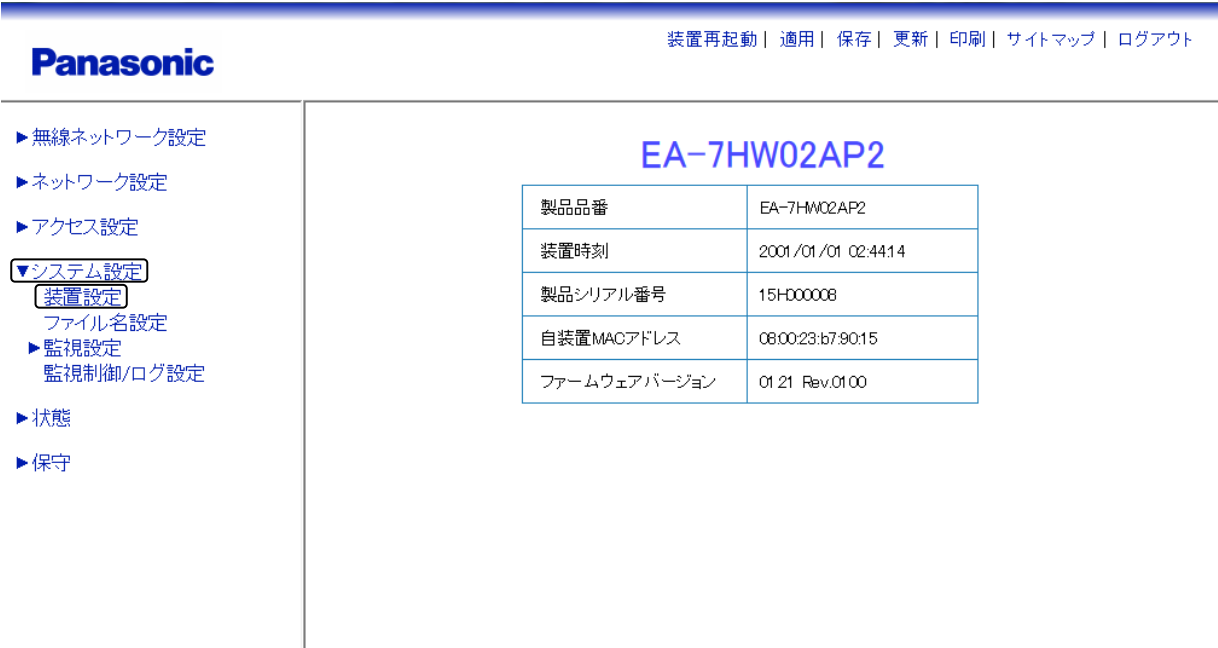 装置再起動| 適用| 保存| 更新| 印刷| サイトマップ| ログアウト
Panasonic
▶無線ネットワーク設定
▶ネットワーク設定
▶アクセス設定
▼システム設定
装置設定
ファイル名設定
▶監視設定
監視制御/ログ設定
▶状態
▶保守
EA-7HW02AP2
製品品番 EA-7HW02AP2
装置時刻 2001/01/01 02:44:14
製品シリアル番号 15HD00008
自装置MACアドレス 08:00:23:b7:90:15
ファームウェアバージョン 01.21 Rev.01.00